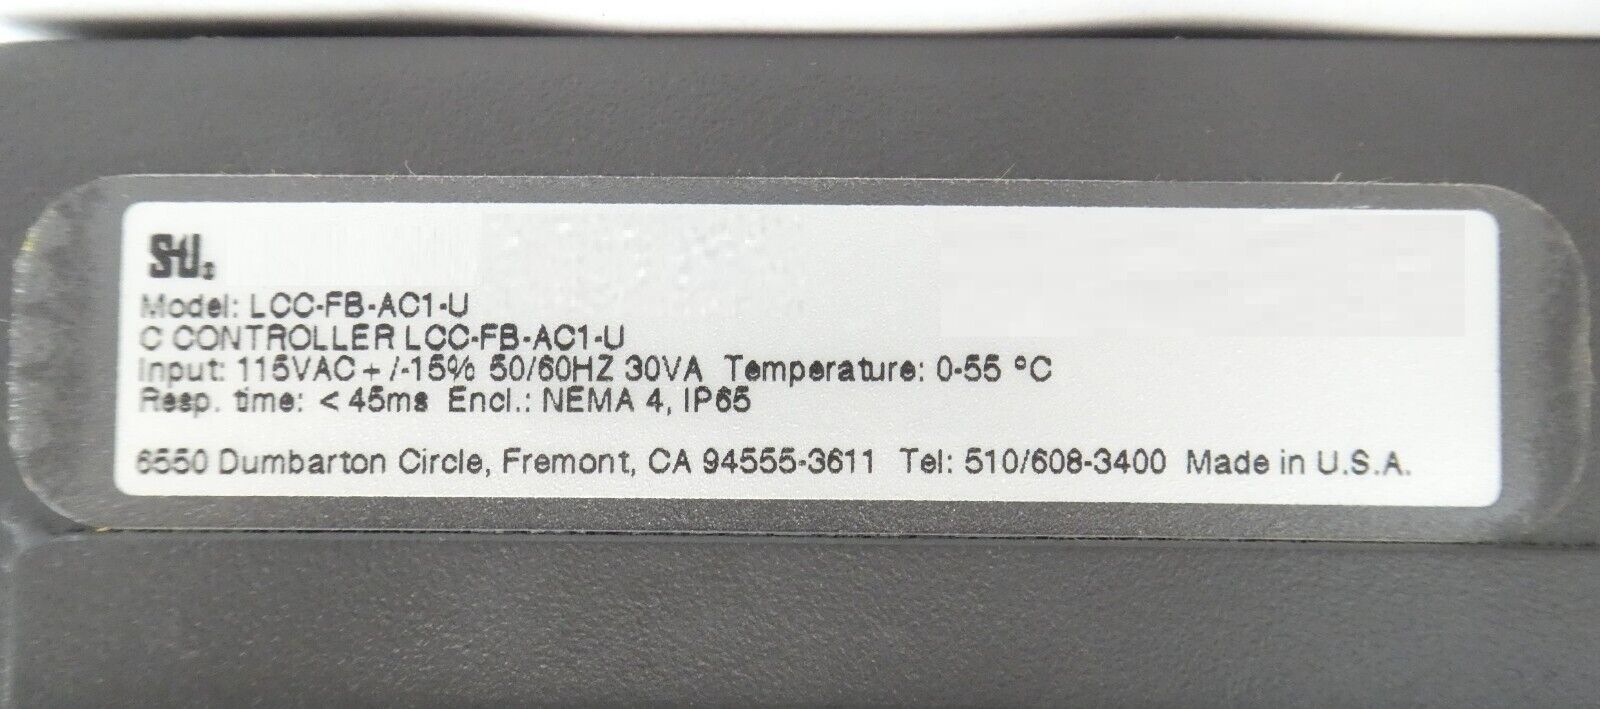 STI
Model: LCC-FB-AC1-U
C CONTROLLER LCC-FB-AC1-U
Input: 115VAC +/-15% 50/60HZ 30VA Temperature: 0-55 °C
Resp. time: < 45ms Encl.: NEMA 4, IP65
6550 Dumbarton Circle, Fremont, CA 94555-3611 Tel: 510/608-3400 Made in U.S.A.